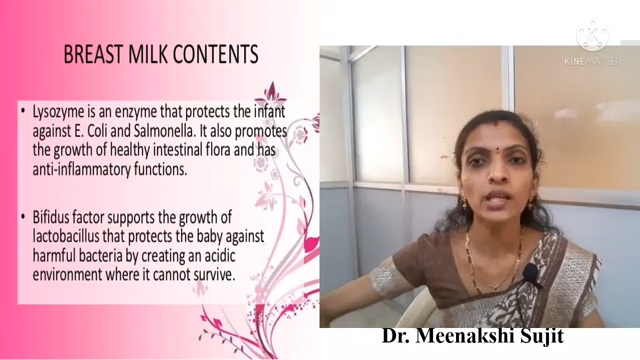 BREAST MILK CONTENTS
• Lysozyme is an enzyme that protects the infant
against E. Coli and Salmonella. It also promotes
the growth of healthy intestinal flora and has
anti-inflammatory functions.
• Bifidus factor supports the growth of
lactobacillus that protects the baby against
harmful bacteria by creating an acidic
environment where it cannot survive.
KINEMASTER
Dr. Meenakshi Sujit